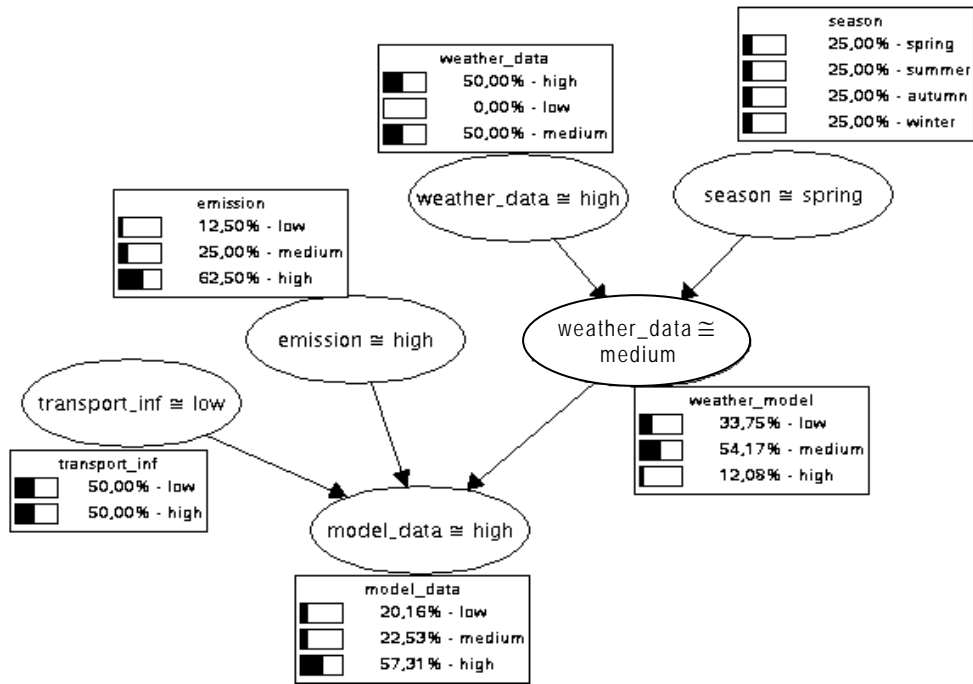 season
25,00% - spring
25,00% - summer
25,00% - autumn
25,00% - winter
weather_data
50,00% - high
0,00% - low
50,00% - medium
weather_data ≅ high
season ≅ spring
emission
12,50% - low
25,00% - medium
62,50% - high
emission ≅ high
weather_data ≅
medium
transport_inf ≅ low
weather_model
33,75% - low
54,17% - medium
12,08% - high
transport_inf
50,00% - low
50,00% - high
model_data ≅ high
model_data
20,16% - low
22,53% - medium
57,31% - high